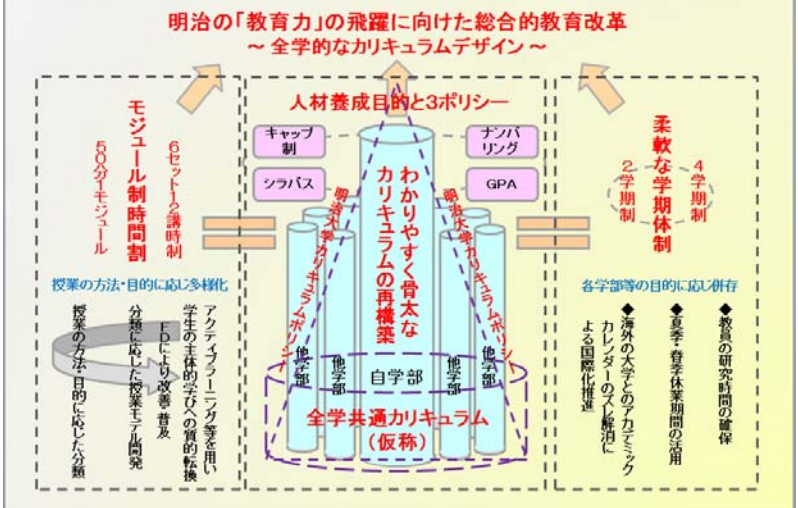 明治の「教育力」の飛躍に向けた総合的教育改革
~ 全学的なカリキュラムデザイン ~
モジュール制時間割
6セット12講時制
50分1モジュール
授業の方法・目的に応じ多様化
アクティブラーニング等を用い
学生の主体的学びへの質的転換
FDにより改善・普及
分類に応じた授業モデル開発
授業の方法・目的に応じた分類
人材養成目的と3ポリシー
キャップ
制
ナンバ
リング
シラバス
GPA
わかりやすく骨太な
カリキュラムの再構築
明治大学カリキュラムポリシー
明治大学カリキュラムポリシー
他学部
他学部
自学部
他学部
他学部
全学共通カリキュラム
(仮称)
柔軟な学期体制
4学期制
2学期制
各学部等の目的に応じ併存
◆教員の研究時間の確保
◆夏季・春季休業期間の活用
◆海外の大学とのアカデミック
カレンダーのズレ解消に
よる国際化推進